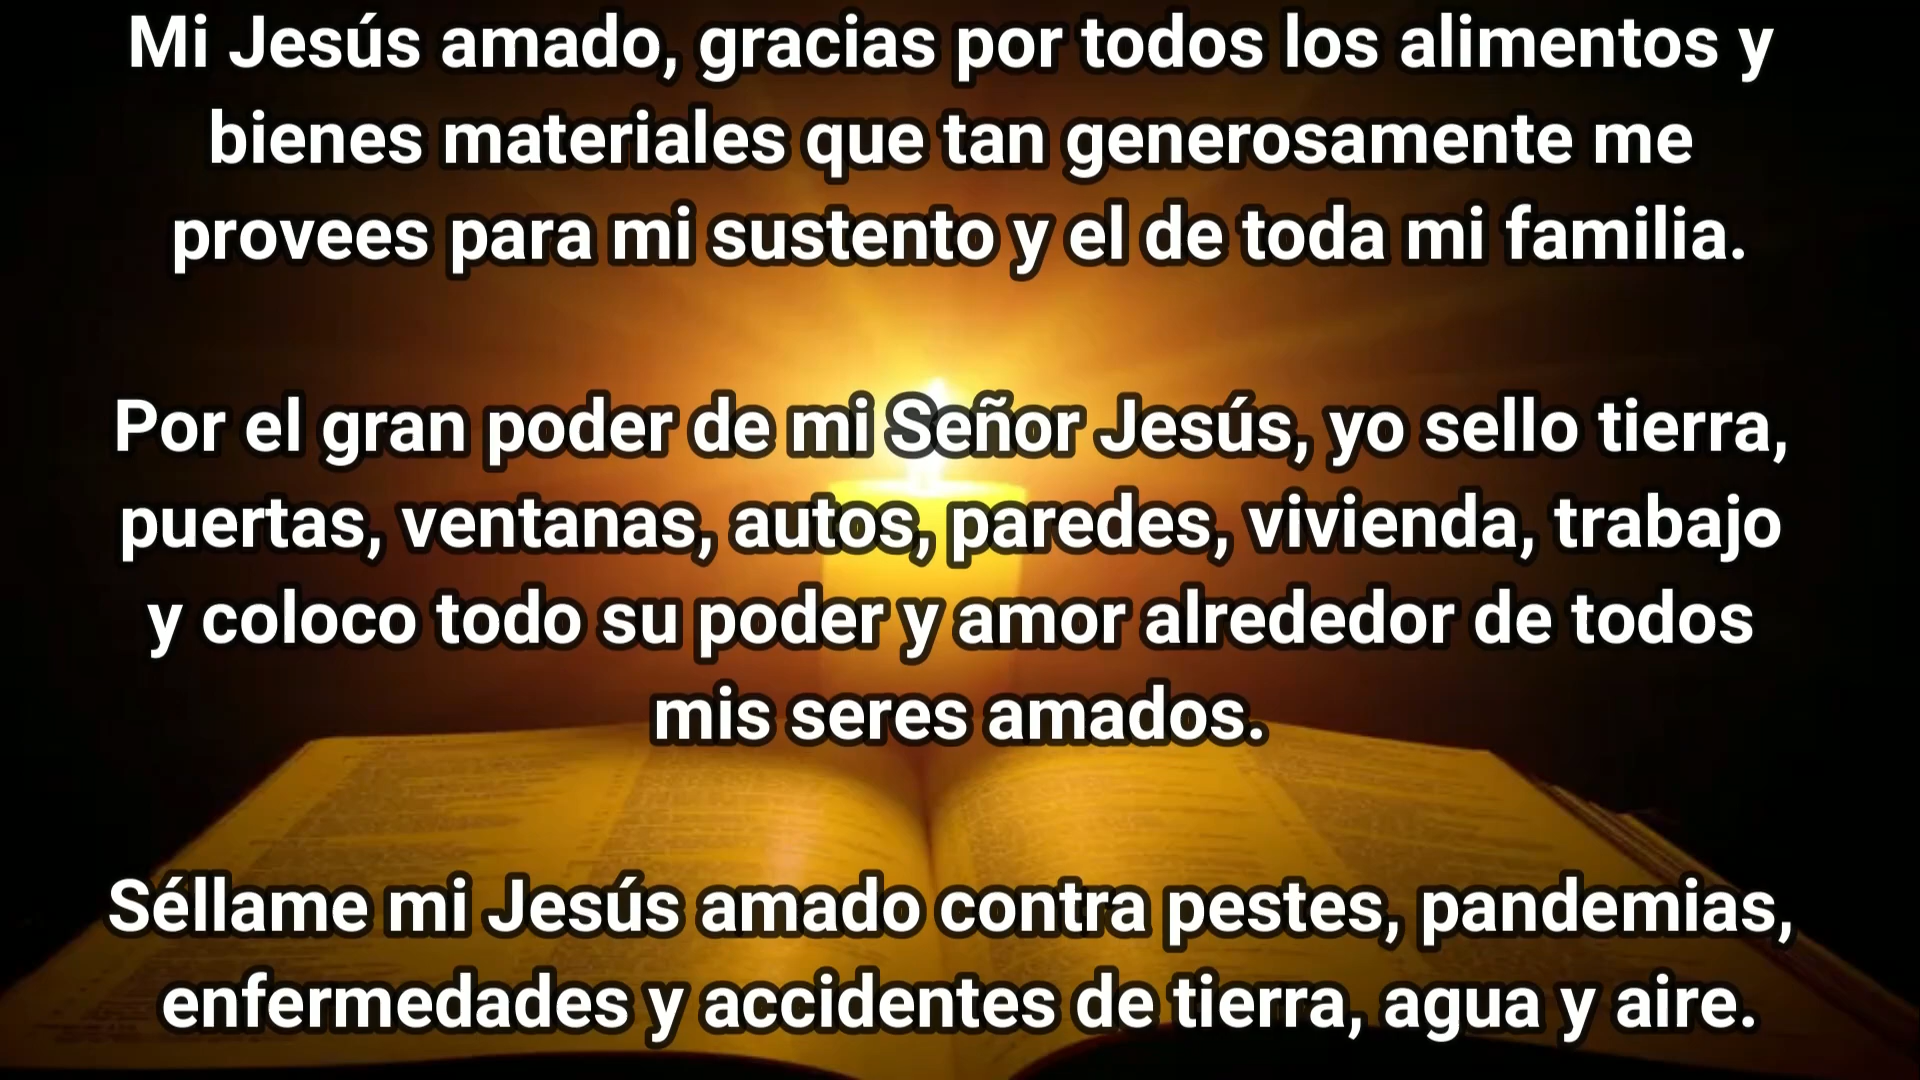 Mi Jesús amado, gracias por todos los alimentos y
bienes materiales que tan generosamente me
provees para mi sustento y el de toda mi familia.
Por el gran poder de mi Señor Jesús, yo sello tierra,
puertas, ventanas, autos, paredes, vivienda, trabajo
y coloco todo su poder y amor alrededor de todos
mis seres amados.
Séllame mi Jesús amado contra pestes, pandemias,
enfermedades y accidentes de tierra, agua y aire.